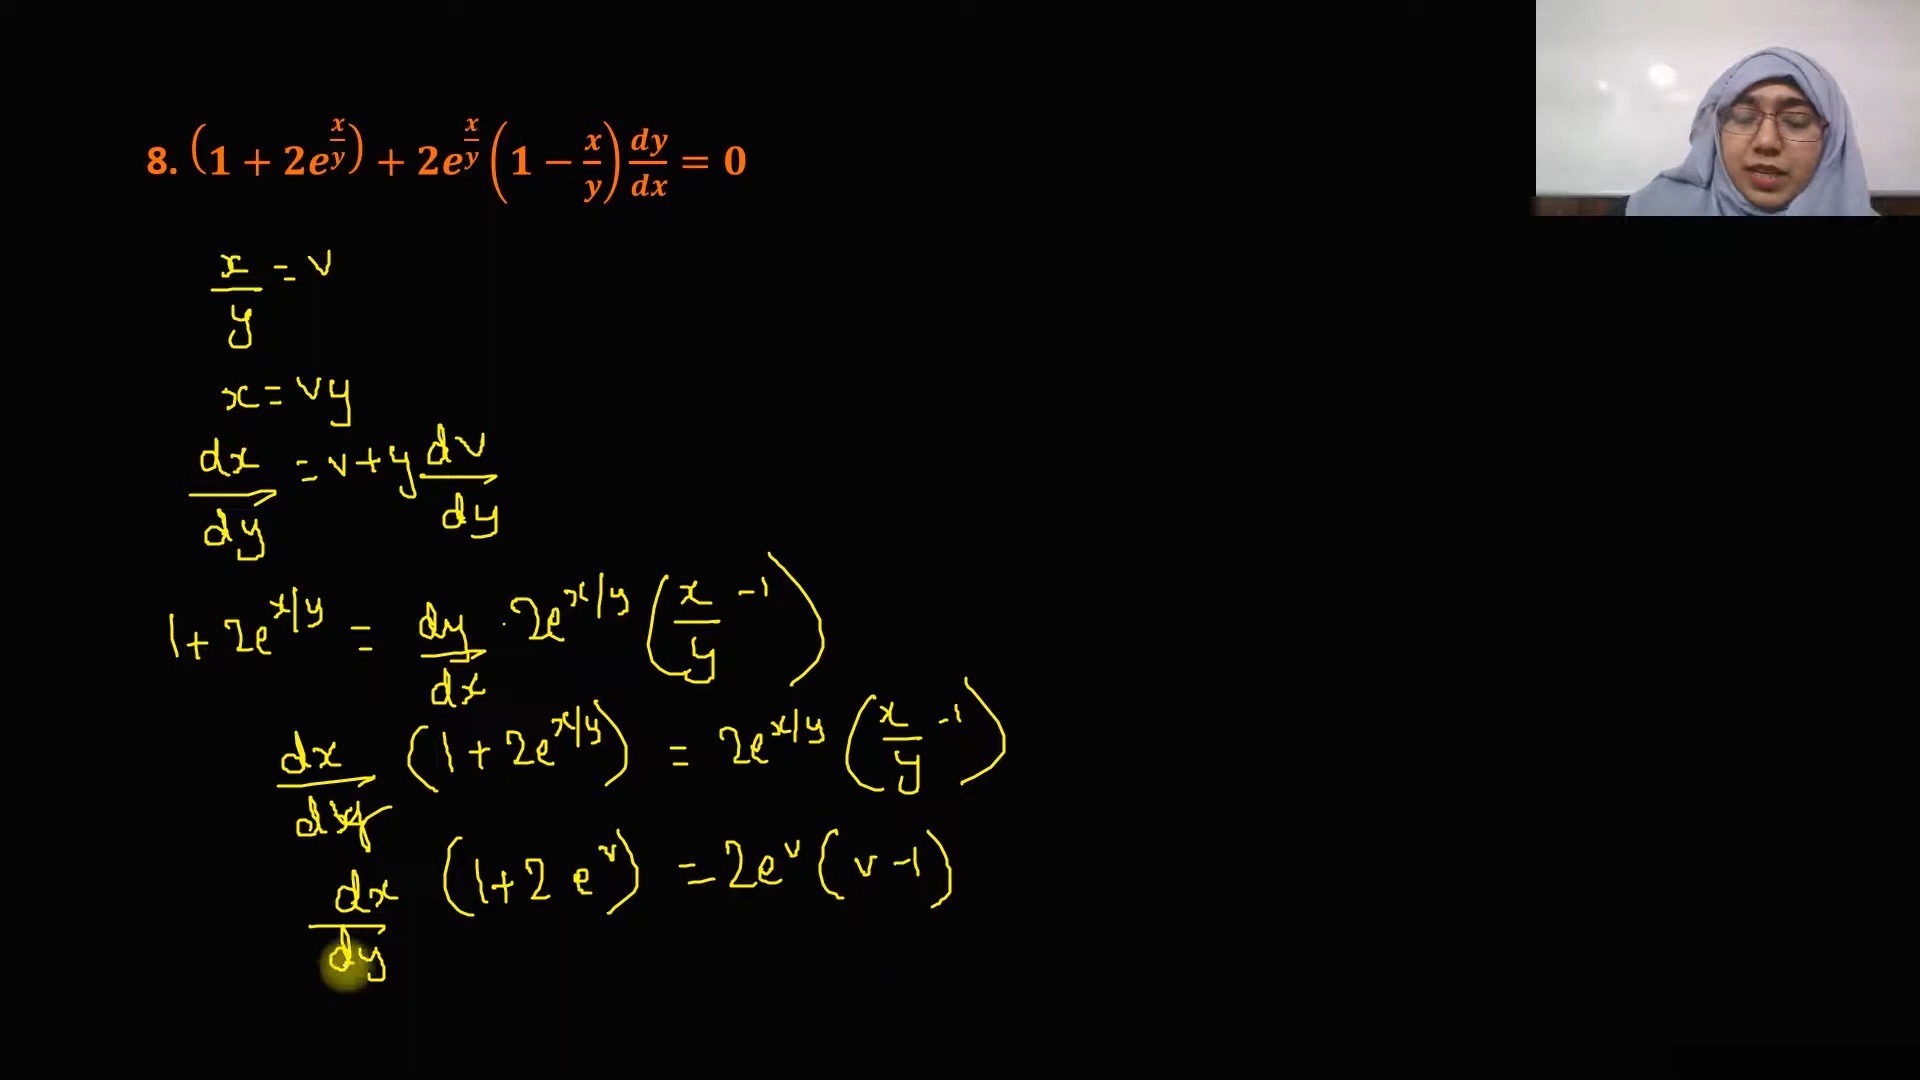 8. (1 + 2e^{x/y}) + 2e^{x/y}(1 − x/y) dy/dx = 0
x/y = v
x = vy
dx/dy = v + y dv/dy
1 + 2e^{x/y} = dy/dx · 2e^{x/y} (x/y - 1)
dx/dy (1 + 2e^{x/y}) = 2e^{x/y} (x/y - 1)
dx/dy (1 + 2e^v) = 2e^v (v - 1)